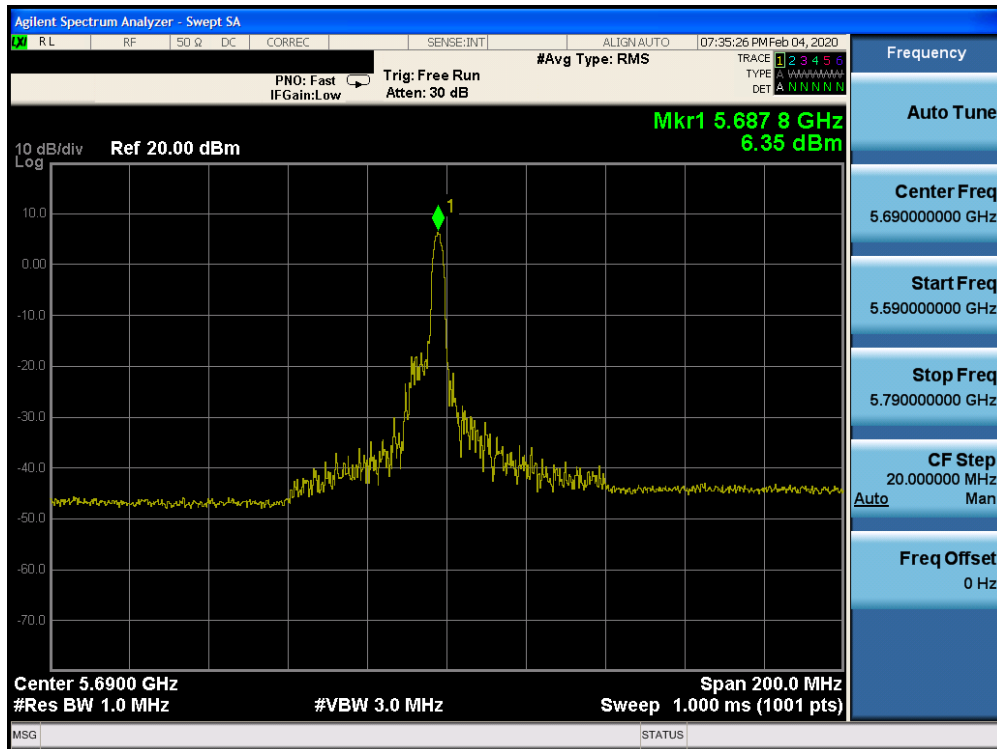 Agilent Spectrum Analyzer - Swept SA
LXI RL RF 50 Ω DC CORREC SENSE:INT ALIGN AUTO 07:35:26 PM Feb 04, 2020
Frequency
#Avg Type: RMS
TRACE 1 2 3 4 5 6
PNO: Fast Trig: Free Run
TYPE A WWWWW
IFGain:Low Atten: 30 dB
DET A N N N N N
Auto Tune
Mkr1 5.687 8 GHz
6.35 dBm
10 dB/div Ref 20.00 dBm
Log
1
10.0
0.00
-10.0
-20.0
-30.0
-40.0
-50.0
-60.0
-70.0
Center Freq
5.690000000 GHz
Start Freq
5.590000000 GHz
Stop Freq
5.790000000 GHz
CF Step
20.000000 MHz
Auto Man
Freq Offset
0 Hz
Center 5.6900 GHz Span 200.0 MHz
#Res BW 1.0 MHz #VBW 3.0 MHz Sweep 1.000 ms (1001 pts)
MSG STATUS